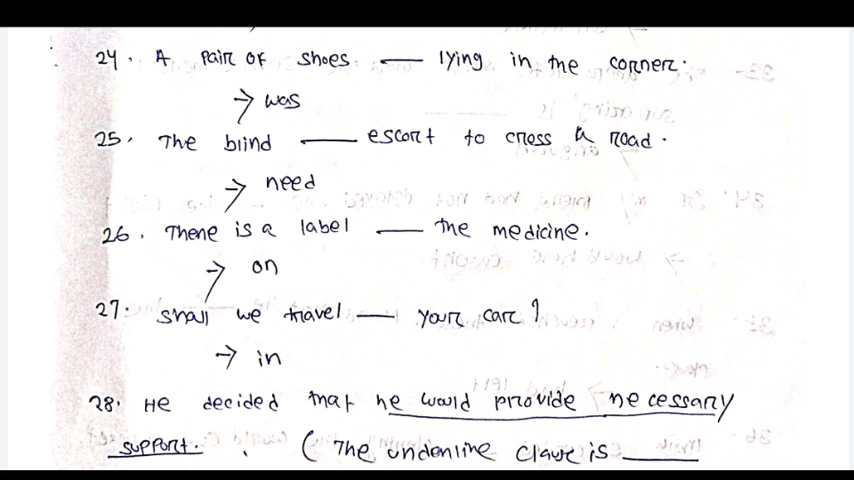 24. A pair of shoes — lying in the corner.
→ was
25. The blind — escort to cross a road.
→ need
26. There is a label — the medicine.
→ on
27. Shall we travel — your car?
→ in
28. He decided that he would provide necessary
support. (The underline clause is —